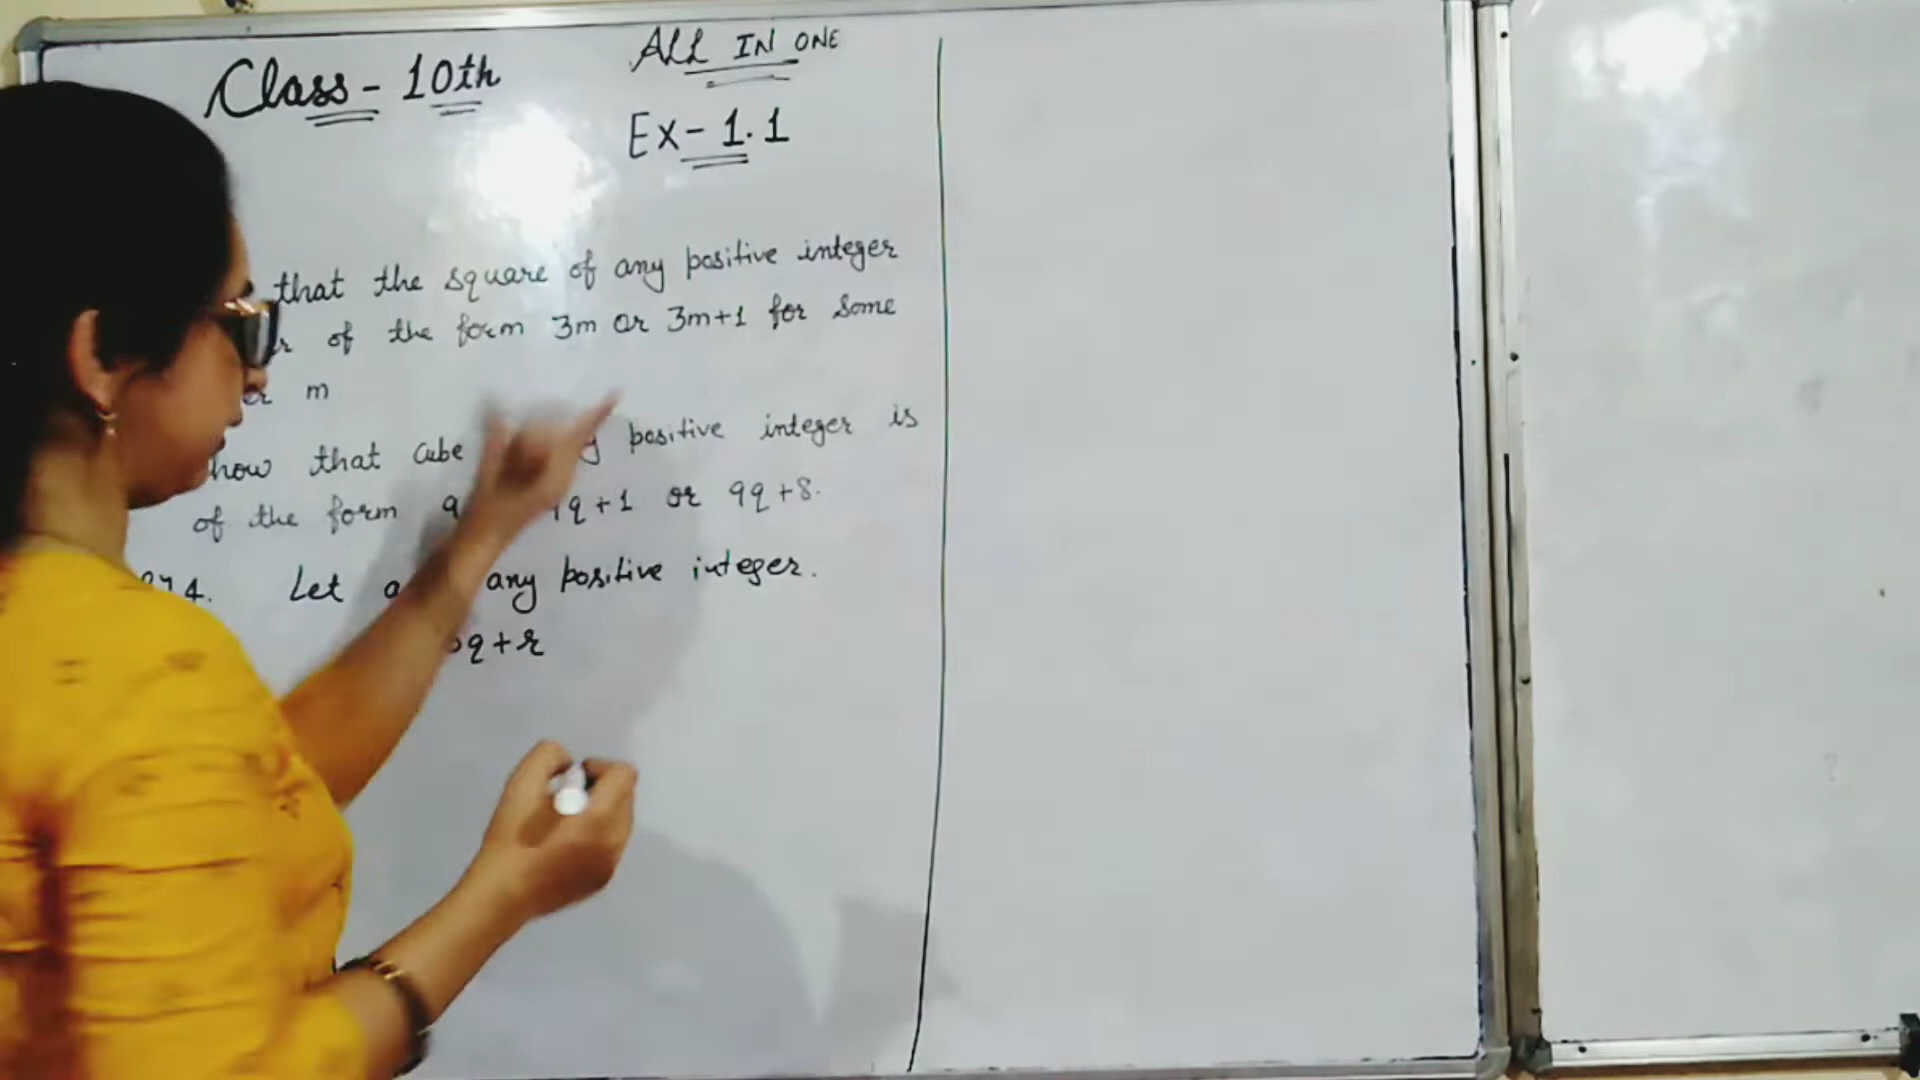 Class - 10th
ALL IN ONE
Ex - 1.1
that the square of any positive integer
of the form 3m or 3m+1 for some
m
that cube positive integer is
of the form q+1 or 9q+8.
4. Let any positive integer.
q+r